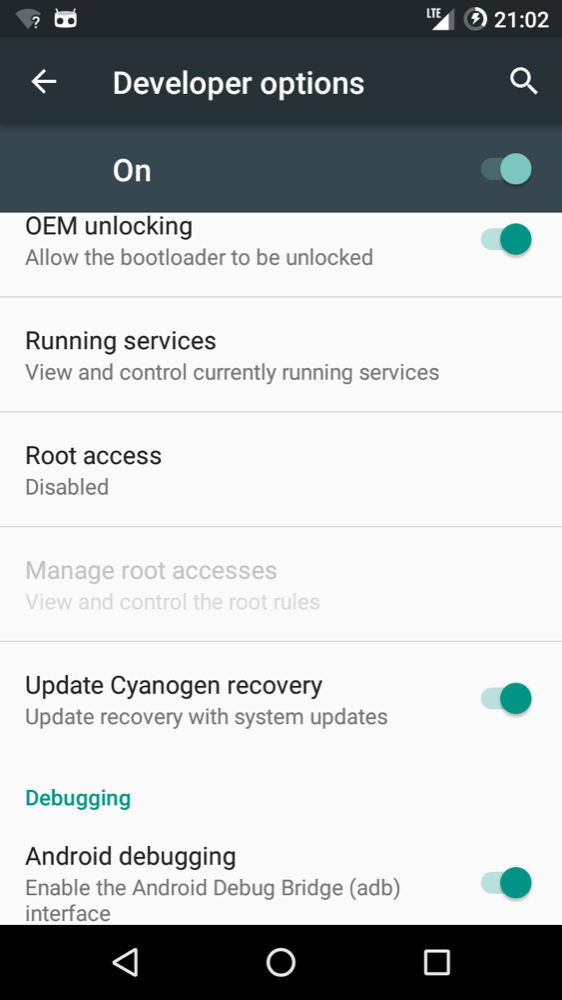 ?
LTE
21:02
Developer options
On
OEM unlocking
Allow the bootloader to be unlocked
Running services
View and control currently running services
Root access
Disabled
Manage root accesses
View and control the root rules
Update Cyanogen recovery
Update recovery with system updates
Debugging
Android debugging
Enable the Android Debug Bridge (adb)
interface